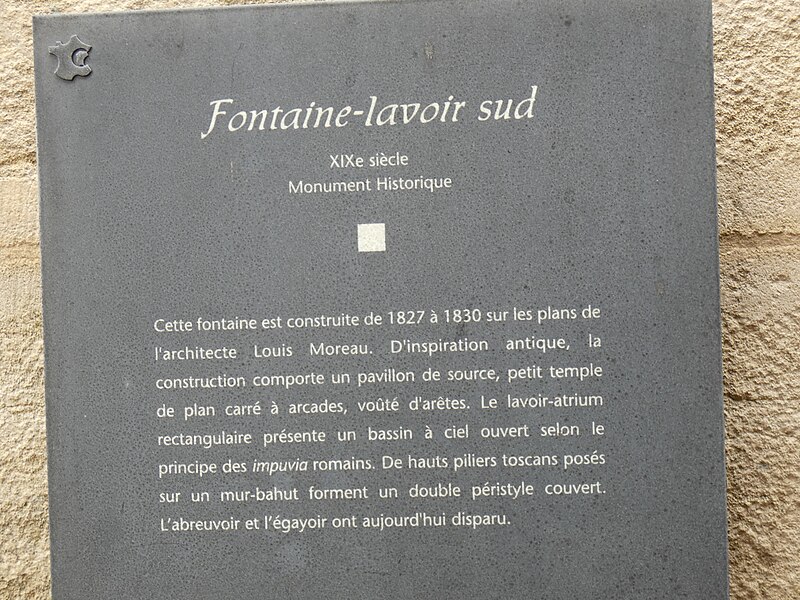 Fontaine-lavoir sud
XIXe siècle
Monument Historique
Cette fontaine est construite de 1827 à 1830 sur les plans de
l'architecte Louis Moreau. D'inspiration antique, la
construction comporte un pavillon de source, petit temple
de plan carré à arcades, voûté d'arêtes. Le lavoir-atrium
rectangulaire présente un bassin à ciel ouvert selon le
principe des impuvia romains. De hauts piliers toscans posés
sur un mur-bahut forment un double péristyle couvert.
L'abreuvoir et l'égayoir ont aujourd'hui disparu.